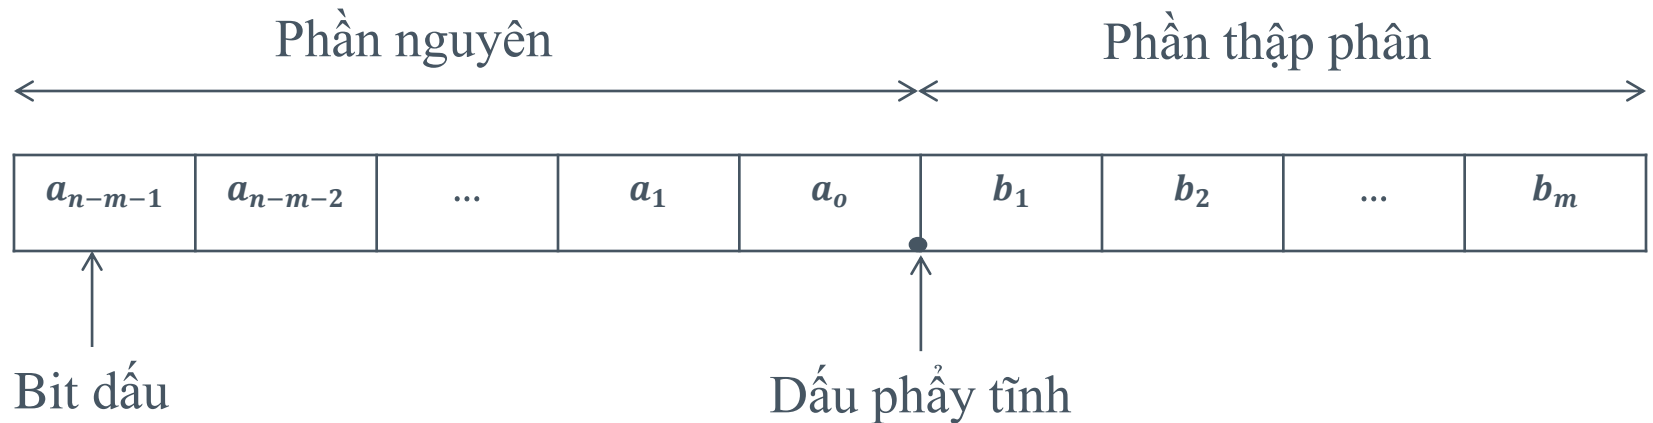 Phần nguyên Phần thập phân
a_{n-m-1} a_{n-m-2} ... a_1 a_o b_1 b_2 ... b_m
Bit dấu Dấu phẩy tĩnh